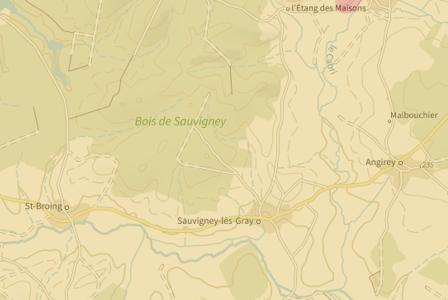 l'Étang des Maisons
le Cabri
Malbouchier
Bois de Sauvigney
Angirey
St-Broing
Sauvigney-lès-Gray